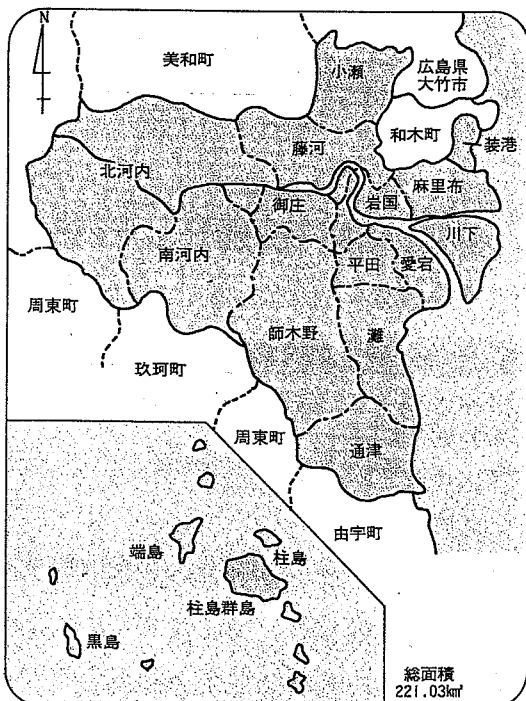 N
美和町
小瀬
広島県
大竹市
和木町
装港
藤河
北河内
麻里布
岩国
御庄
川下
南河内
平田
愛宕
周東町
師木野
灘
玖珂町
周東町
通津
由宇町
端島
柱島
柱島群島
黒島
総面積
221.03km²